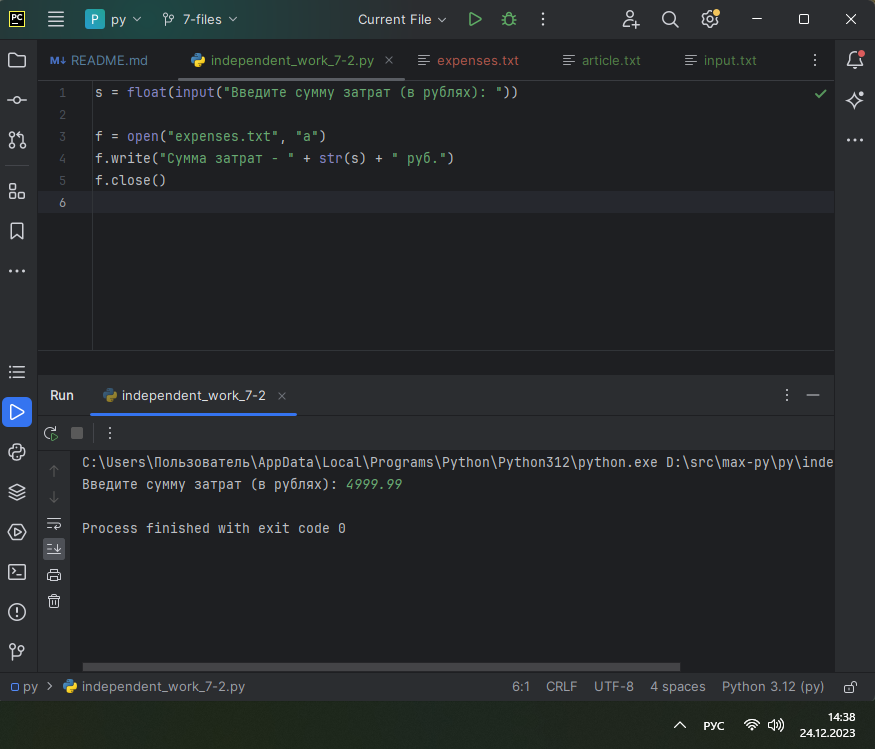 PC P py 7-files Current File
M↓ README.md independent_work_7-2.py expenses.txt article.txt input.txt
1 s = float(input("Введите сумму затрат (в рублях): "))
2
3 f = open("expenses.txt", "a")
4 f.write("Сумма затрат - " + str(s) + " руб.")
5 f.close()
6
Run independent_work_7-2
C:\Users\Пользователь\AppData\Local\Programs\Python\Python312\python.exe D:\src\max-py\py\inde
Введите сумму затрат (в рублях): 4999.99
Process finished with exit code 0
py independent_work_7-2.py 6:1 CRLF UTF-8 4 spaces Python 3.12 (py)
РУС 14:38
24.12.2023